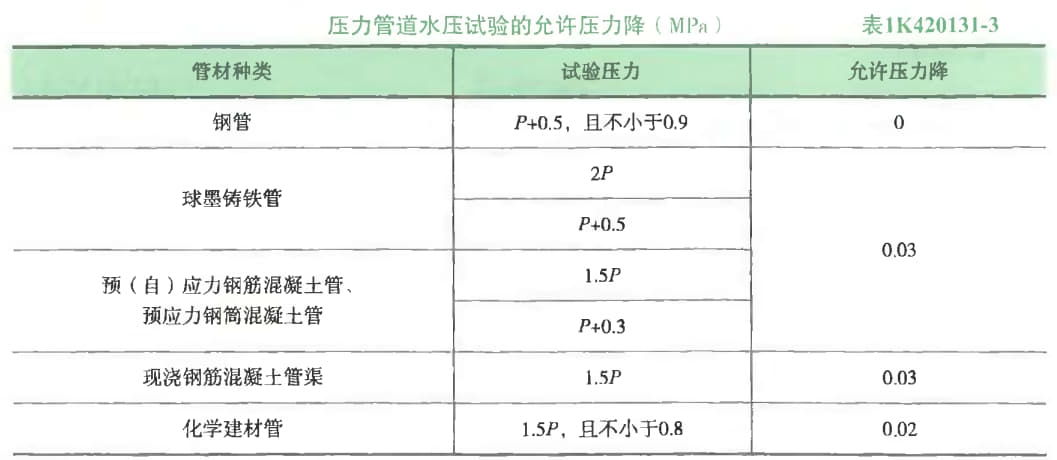 压力管道水压试验的允许压力降（MPa） 表1K420131-3
管材种类 试验压力 允许压力降
钢管 P+0.5，且不小于0.9 0
球墨铸铁管 2P
P+0.5
0.03
预（自）应力钢筋混凝土管、 1.5P
预应力钢筒混凝土管 P+0.3
现浇钢筋混凝土管渠 1.5P 0.03
化学建材管 1.5P，且不小于0.8 0.02